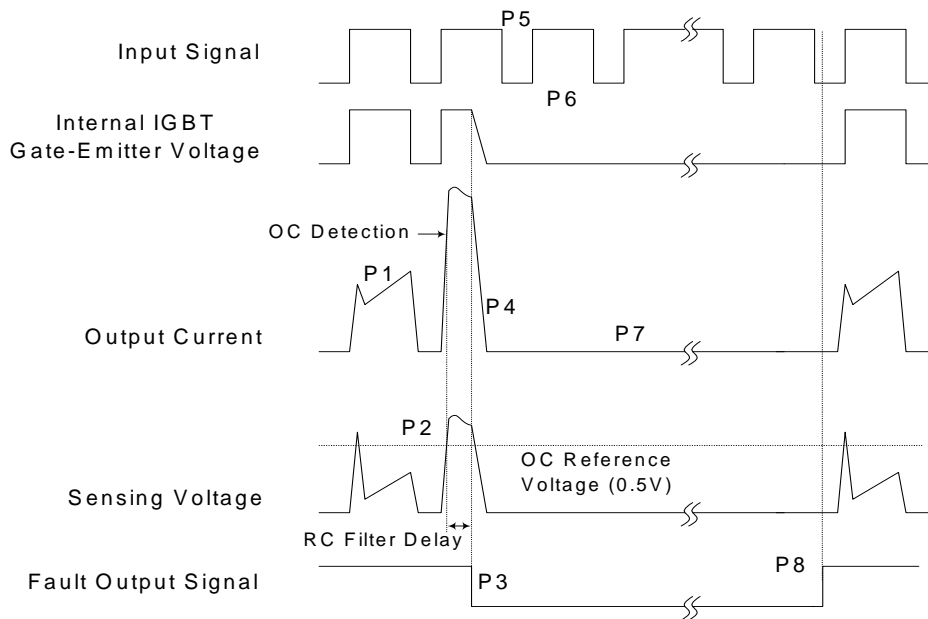 P5
Input Signal
P6
Internal IGBT
Gate-Emitter Voltage
OC Detection
P1
P4
Output Current
P7
P2
OC Reference
Voltage (0.5V)
Sensing Voltage
RC Filter Delay
Fault Output Signal
P3
P8